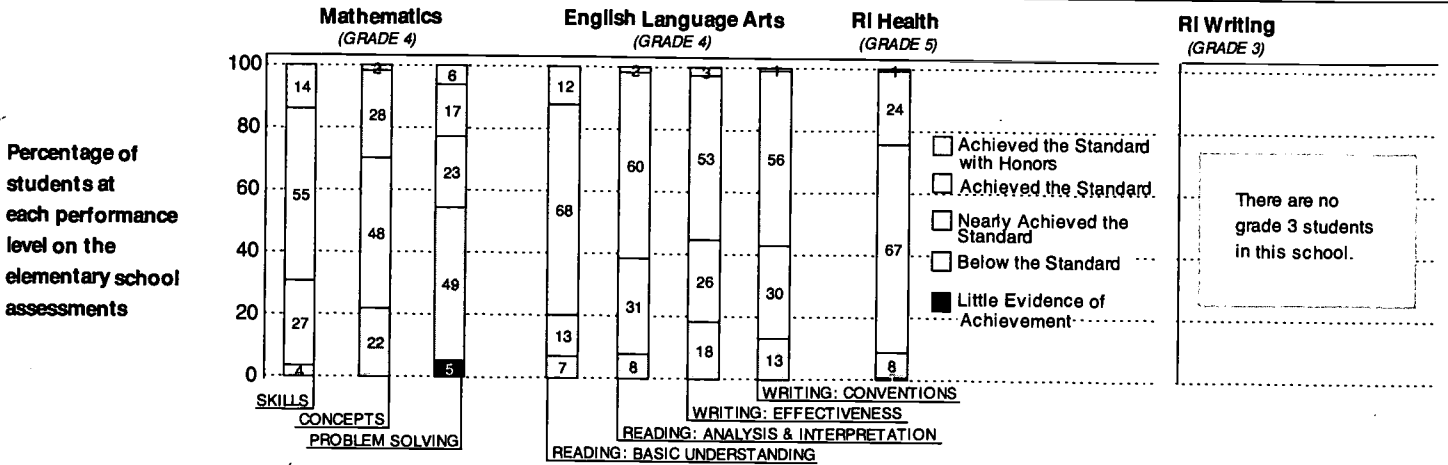 Mathematics
(GRADE 4)
English Language Arts
(GRADE 4)
RI Health
(GRADE 5)
RI Writing
(GRADE 3)
Percentage of
students at
each performance
level on the
elementary school
assessments
100
80
60
40
20
0
14
55
27
4
2
28
48
22
6
17
23
49
5
12
68
13
7
2
60
31
8
3
53
26
18
1
56
30
13
1
24
67
8
Achieved the Standard
with Honors
Achieved the Standard
Nearly Achieved the
Standard
Below the Standard
Little Evidence of
Achievement
There are no
grade 3 students
in this school.
SKILLS
CONCEPTS
PROBLEM SOLVING
WRITING: CONVENTIONS
WRITING: EFFECTIVENESS
READING: ANALYSIS & INTERPRETATION
READING: BASIC UNDERSTANDING